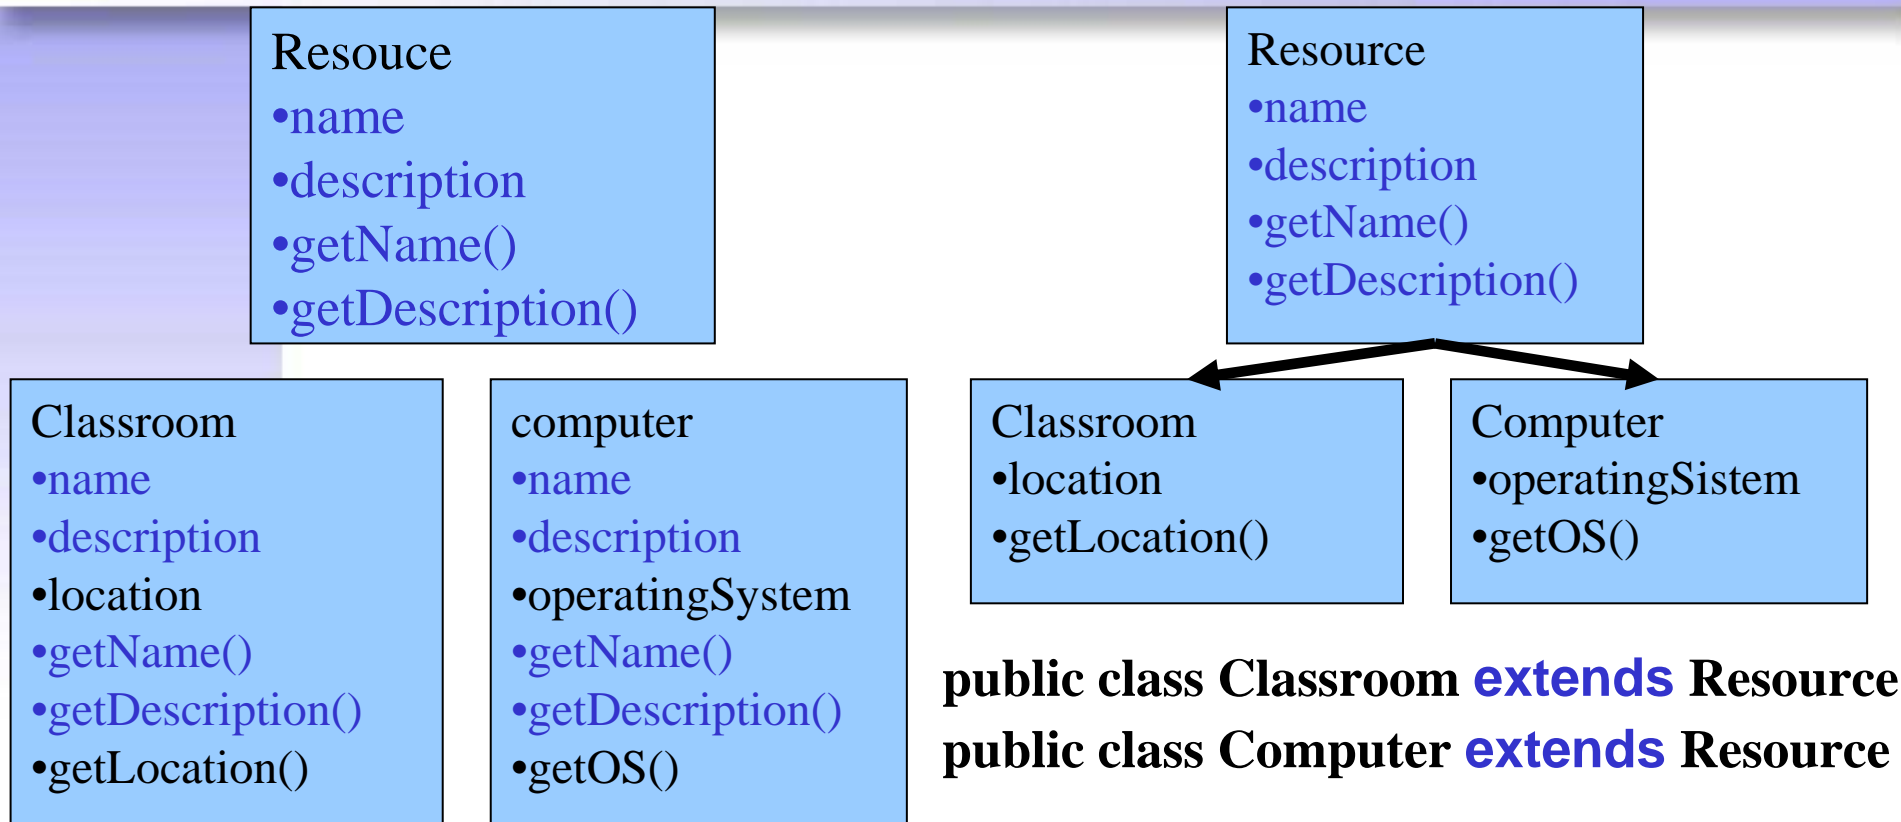 Resouce
•name
•description
•getName()
•getDescription()
Classroom
•name
•description
•location
•getName()
•getDescription()
•getLocation()
computer
•name
•description
•operatingSystem
•getName()
•getDescription()
•getOS()
Resource
•name
•description
•getName()
•getDescription()
Classroom
•location
•getLocation()
Computer
•operatingSistem
•getOS()
public class Classroom extends Resource
public class Computer extends Resource